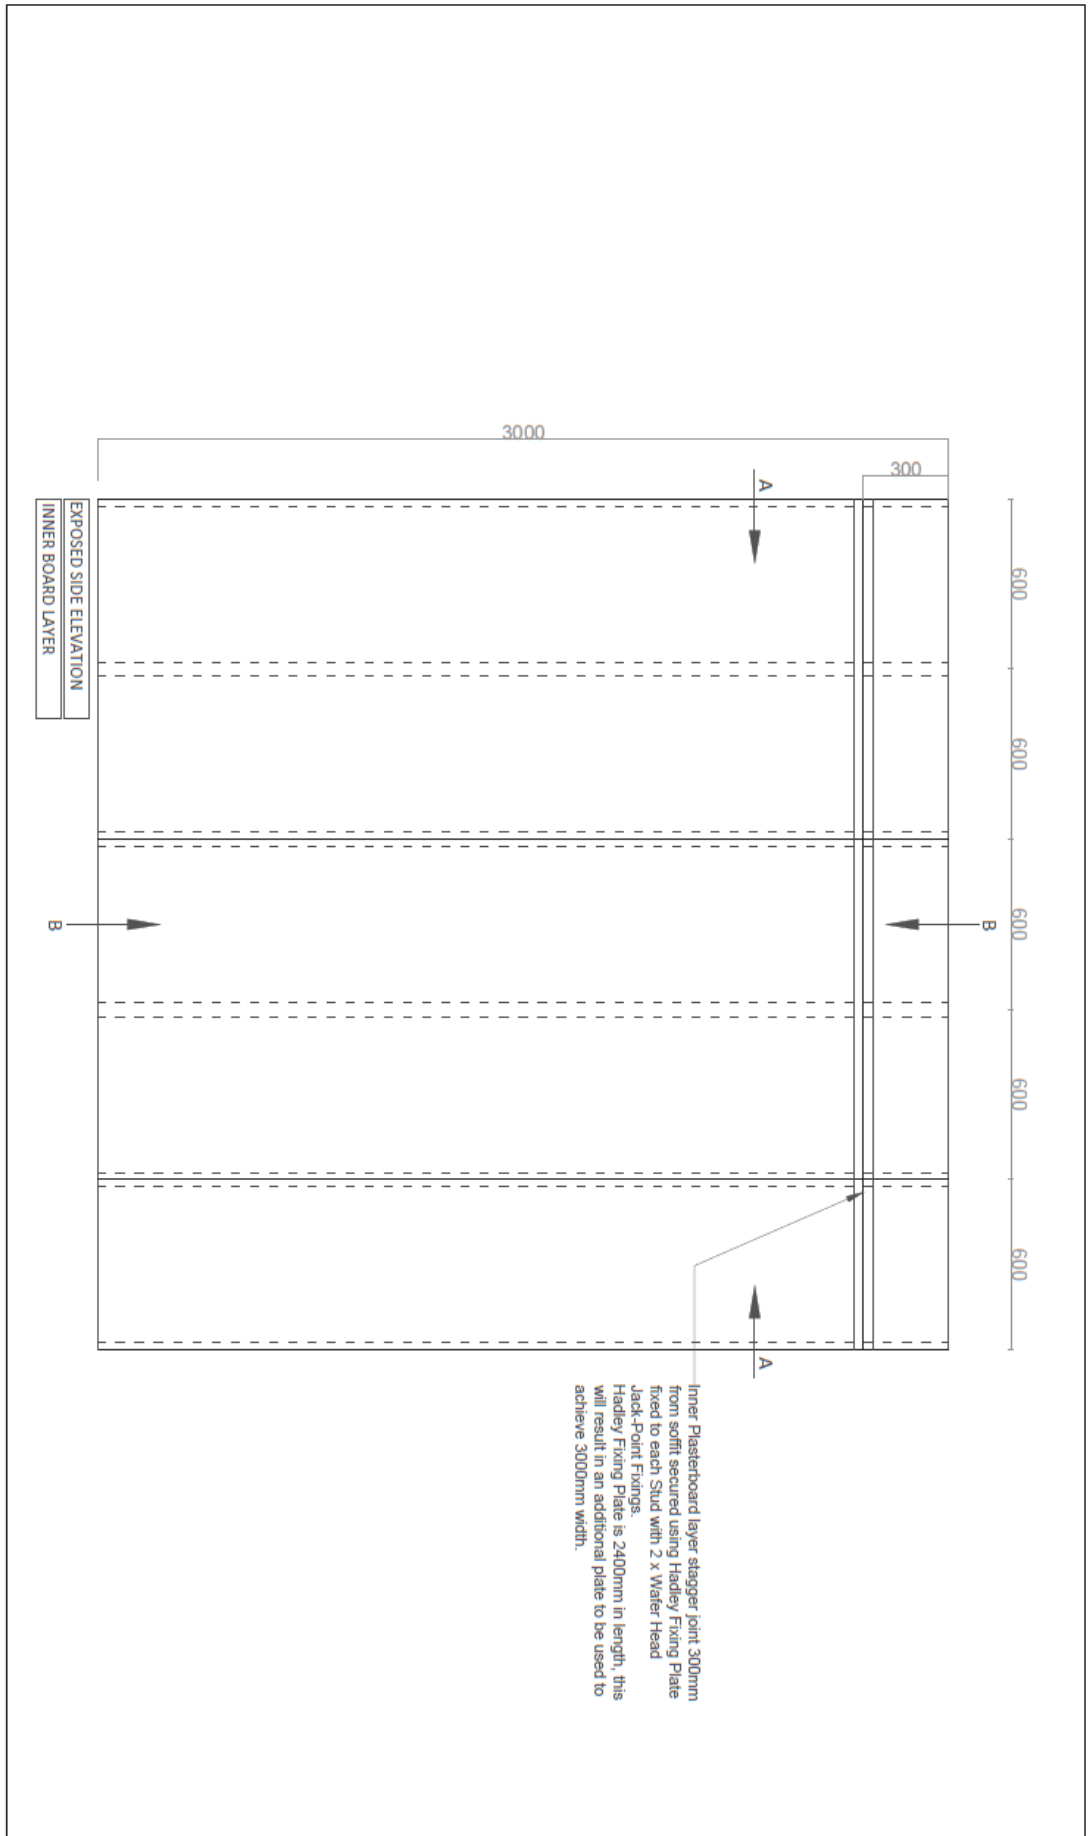 600
600
600
600
600
3000
300
A
A
B
B
Inner Plasterboard layer stagger joint 300mm
from soffit secured using Hadley Fixing Plate
fixed to each Stud with 2 x Wafer Head
Jack-Point Fixings.
Hadley Fixing Plate is 2400mm in length, this
will result in an additional plate to be used to
achieve 3000mm width.
EXPOSED SIDE ELEVATION
INNER BOARD LAYER